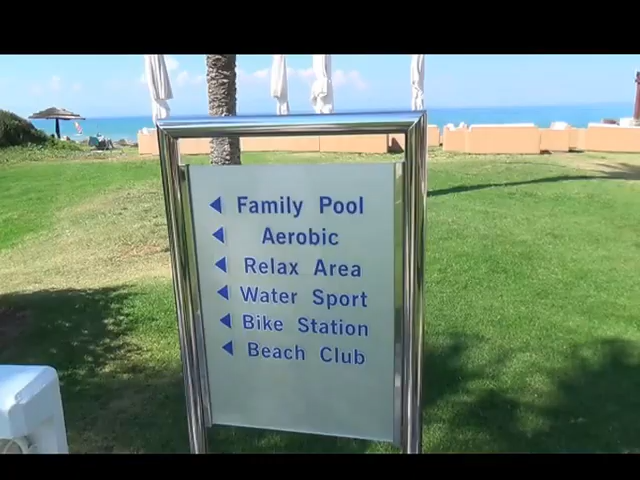 Family Pool
Aerobic
Relax Area
Water Sport
Bike Station
Beach Club